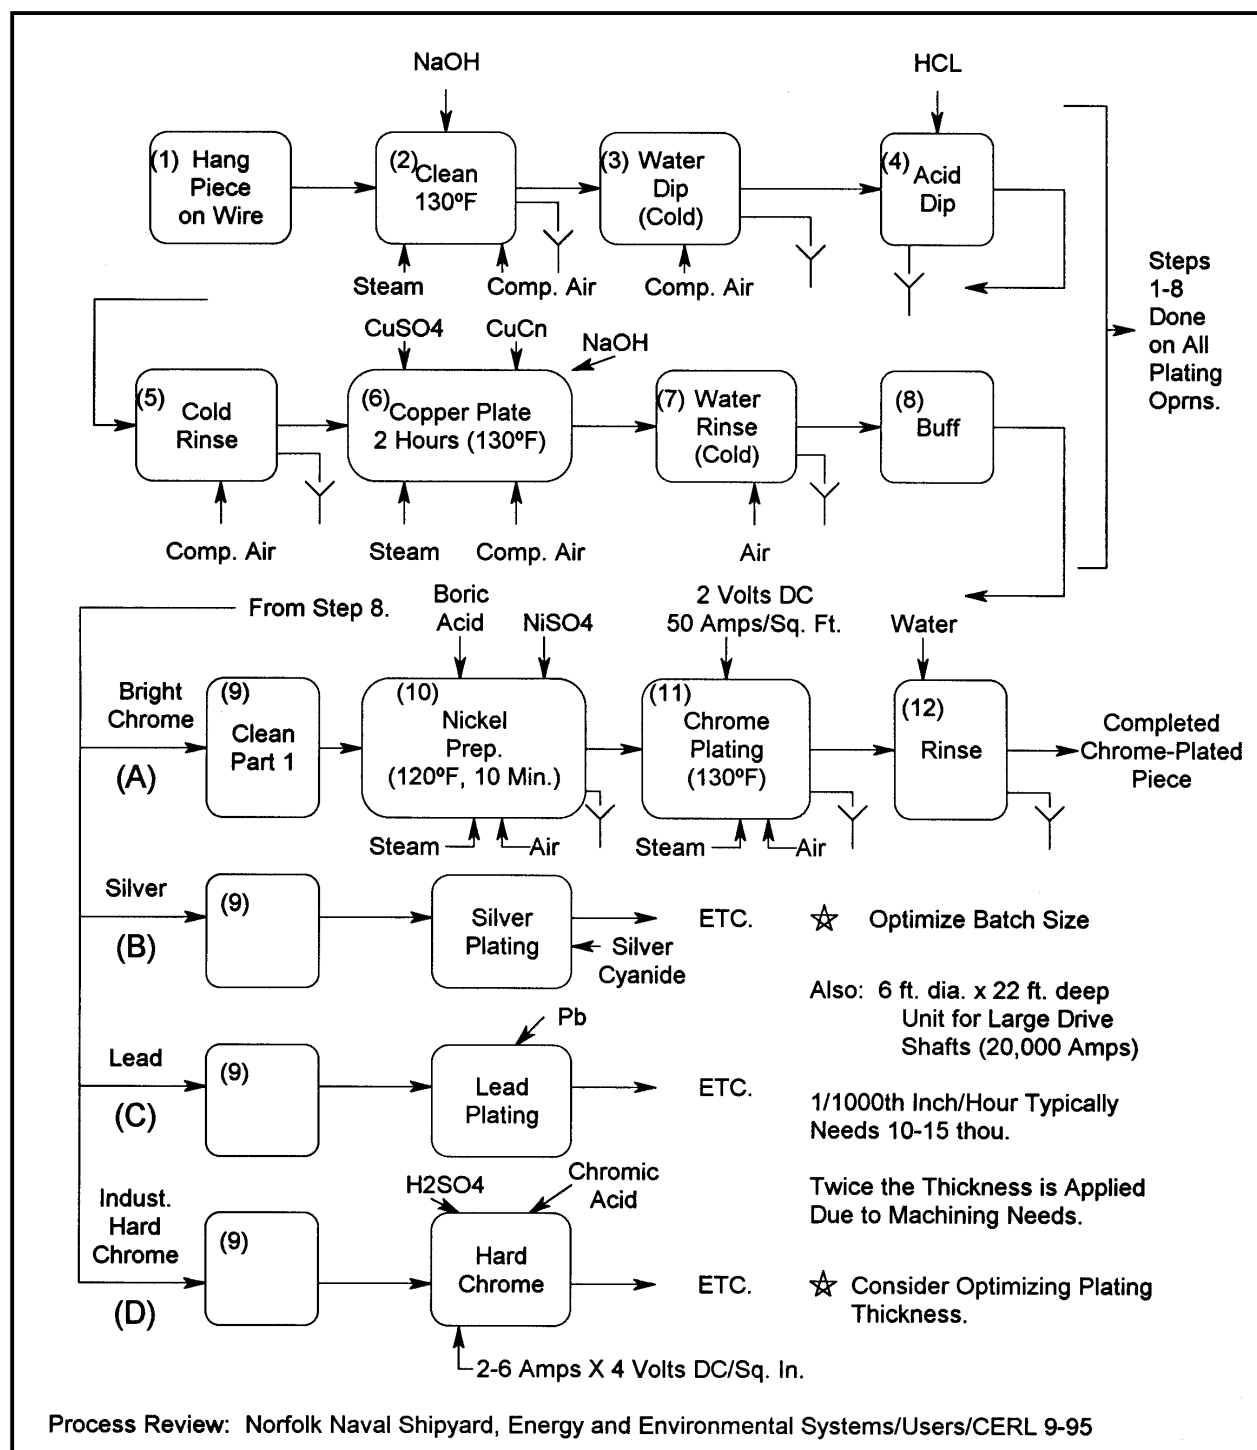 NaOH
HCL
(1) Hang
Piece
on Wire
(2) Clean
130ºF
(3) Water
Dip
(Cold)
(4) Acid
Dip
Steam
Comp. Air
Comp. Air
Steps
1-8
Done
on All
Plating
Oprns.
CuSO4
CuCn
NaOH
(5) Cold
Rinse
(6) Copper Plate
2 Hours (130ºF)
(7) Water
Rinse
(Cold)
(8) Buff
Comp. Air
Steam
Comp. Air
Air
From Step 8.
Boric
Acid
NiSO4
2 Volts DC
50 Amps/Sq. Ft.
Water
Bright
Chrome
(A)
(9)
Clean
Part 1
(10)
Nickel
Prep.
(120ºF, 10 Min.)
(11)
Chrome
Plating
(130ºF)
(12)
Rinse
Completed
Chrome-Plated
Piece
Steam
Air
Steam
Air
Silver
(B)
(9)
Silver
Plating
Silver
Cyanide
ETC.
☆ Optimize Batch Size
Also: 6 ft. dia. x 22 ft. deep
Unit for Large Drive
Shafts (20,000 Amps)
Lead
(C)
(9)
Pb
Lead
Plating
ETC.
1/1000th Inch/Hour Typically
Needs 10-15 thou.
Twice the Thickness is Applied
Due to Machining Needs.
Indust.
Hard
Chrome
(D)
(9)
H2SO4
Chromic
Acid
Hard
Chrome
ETC.
☆ Consider Optimizing Plating
Thickness.
2-6 Amps X 4 Volts DC/Sq. In.
Process Review: Norfolk Naval Shipyard, Energy and Environmental Systems/Users/CERL 9-95